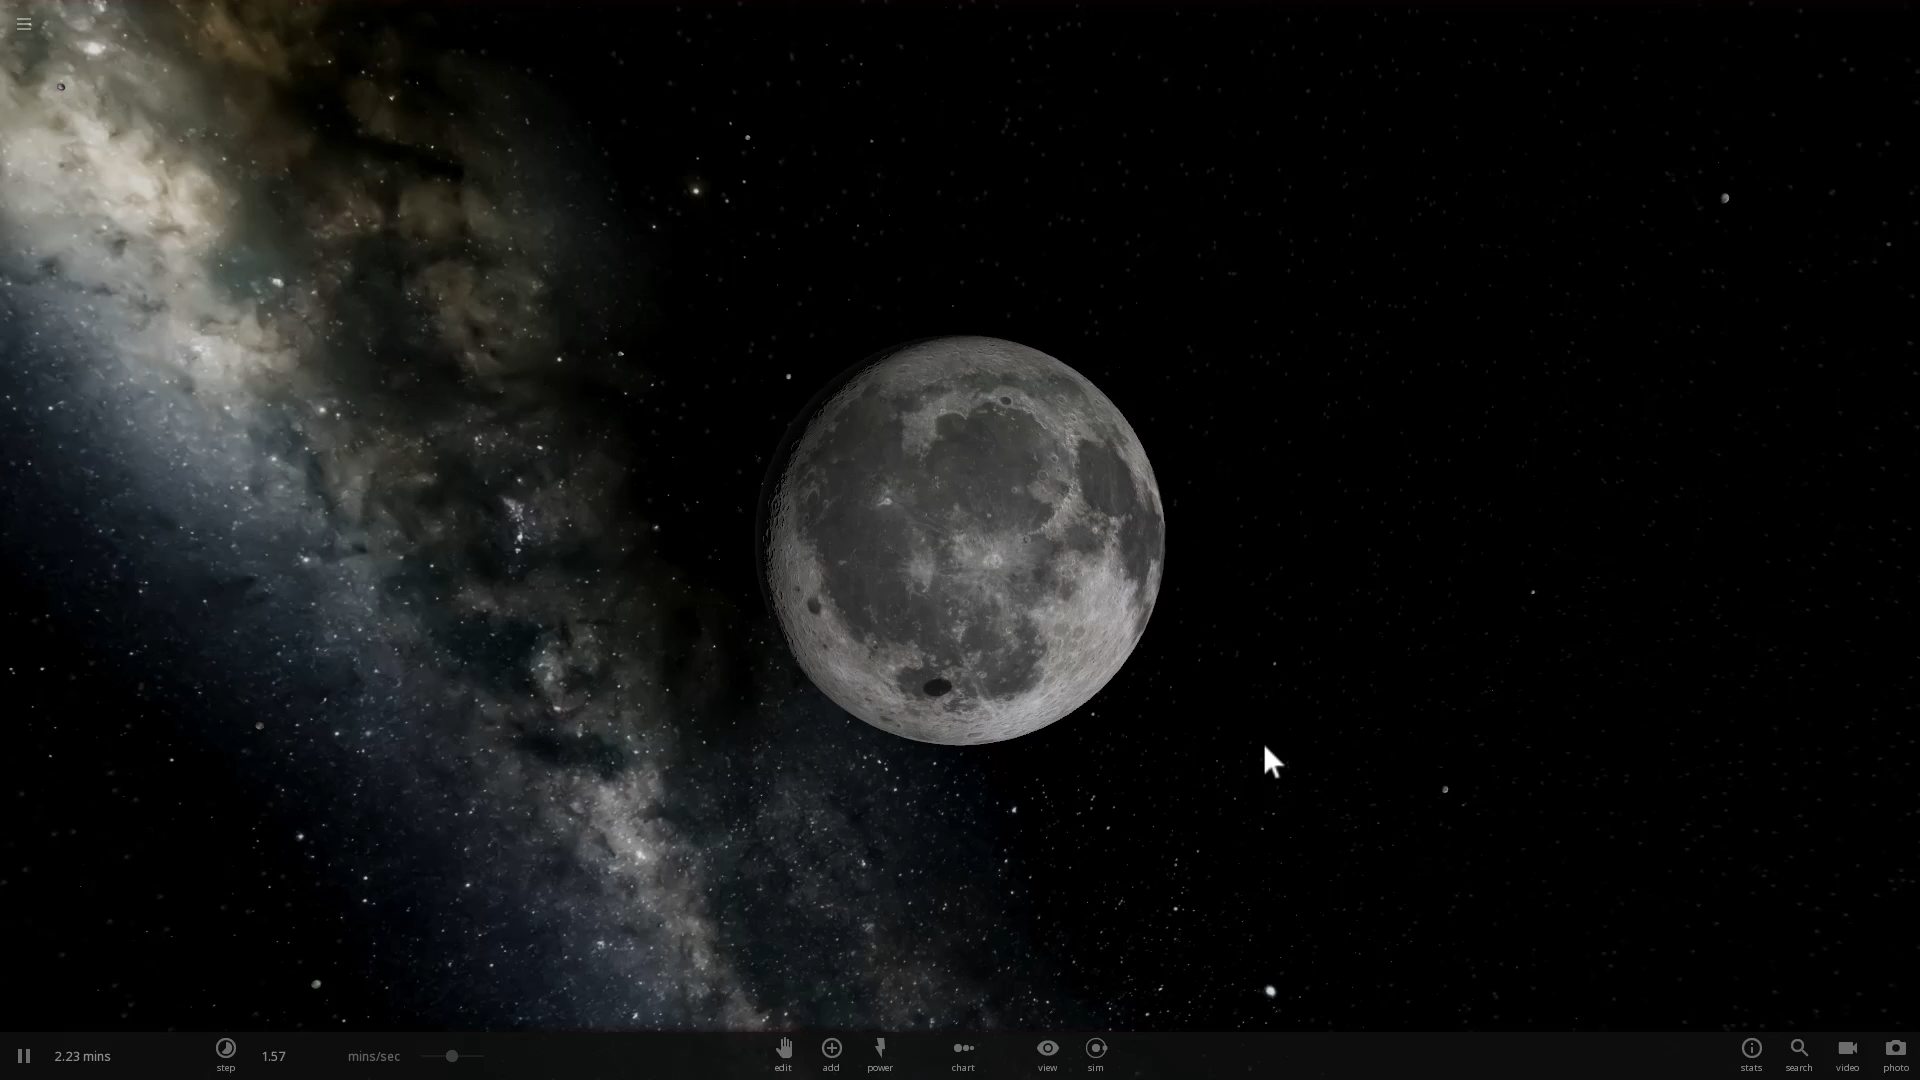 2.23 mins
step
1.57
mins/sec
edit
add
power
chart
view
sim
stats
search
video
photo